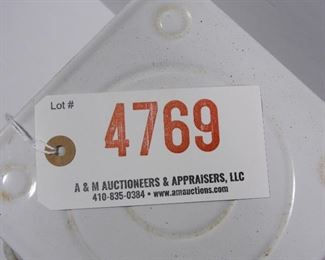 Lot #
4769
A & M AUCTIONEERS & APPRAISERS, LLC
410-835-0384 • www.amauctions.com